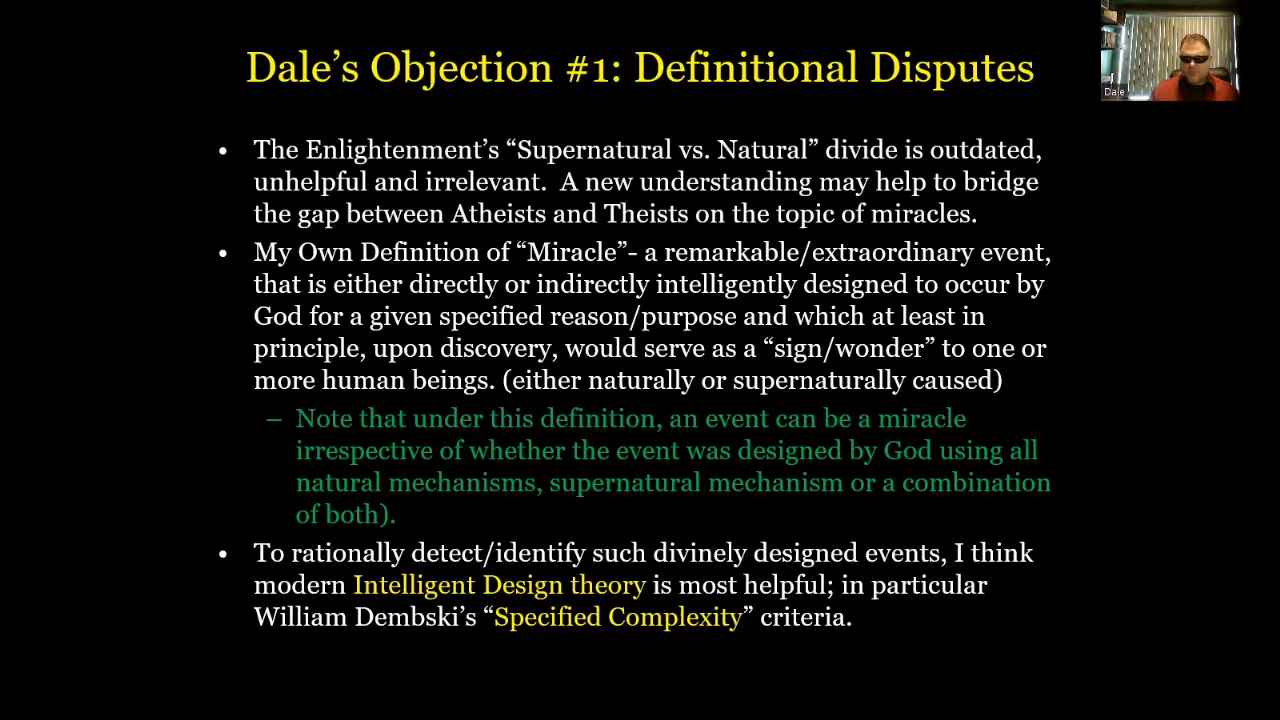 Dale’s Objection #1: Definitional Disputes
Dale
• The Enlightenment’s “Supernatural vs. Natural” divide is outdated,
unhelpful and irrelevant. A new understanding may help to bridge
the gap between Atheists and Theists on the topic of miracles.
• My Own Definition of “Miracle”- a remarkable/extraordinary event,
that is either directly or indirectly intelligently designed to occur by
God for a given specified reason/purpose and which at least in
principle, upon discovery, would serve as a “sign/wonder” to one or
more human beings. (either naturally or supernaturally caused)
– Note that under this definition, an event can be a miracle
irrespective of whether the event was designed by God using all
natural mechanisms, supernatural mechanism or a combination
of both).
• To rationally detect/identify such divinely designed events, I think
modern Intelligent Design theory is most helpful; in particular
William Dembski’s “Specified Complexity” criteria.